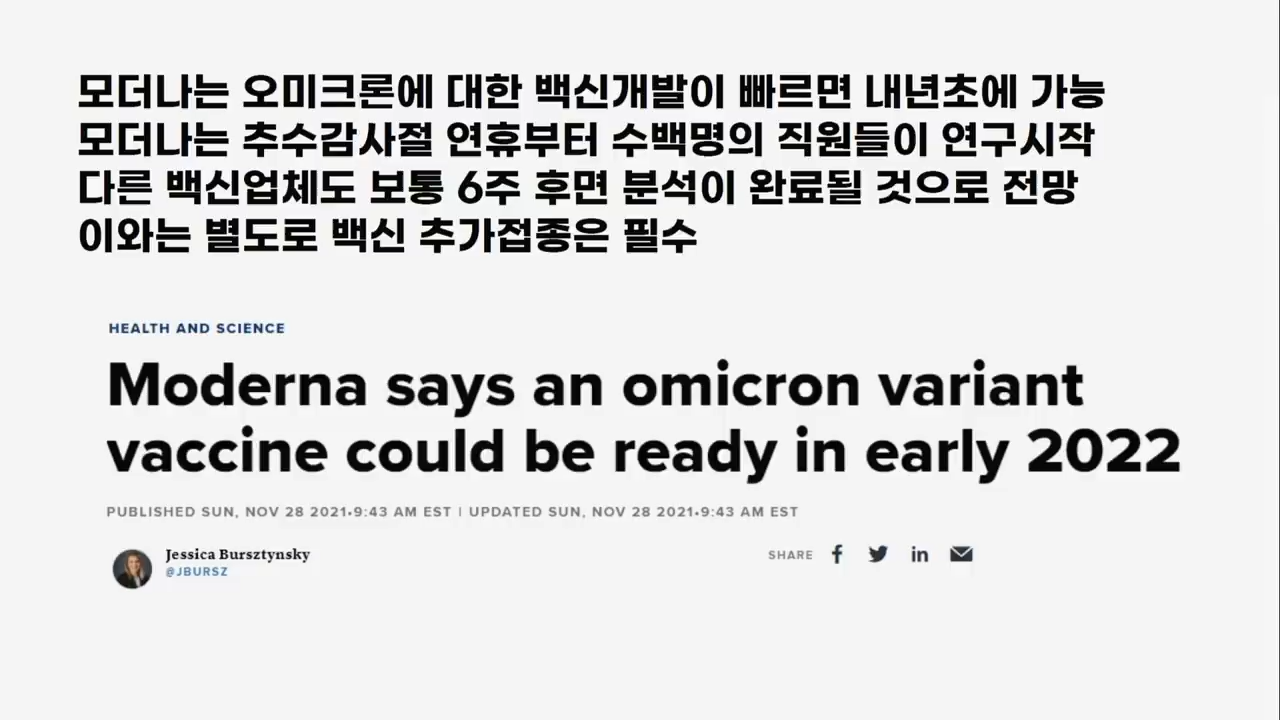 모더나는 오미크론에 대한 백신개발이 빠르면 내년초에 가능
모더나는 추수감사절 연휴부터 수백명의 직원들이 연구시작
다른 백신업체도 보통 6주 후면 분석이 완료될 것으로 전망
이와는 별도로 백신 추가접종은 필수
HEALTH AND SCIENCE
Moderna says an omicron variant
vaccine could be ready in early 2022
PUBLISHED SUN, NOV 28 2021•9:43 AM EST | UPDATED SUN, NOV 28 2021•9:43 AM EST
Jessica Bursztynsky
@JBURSZ
SHARE